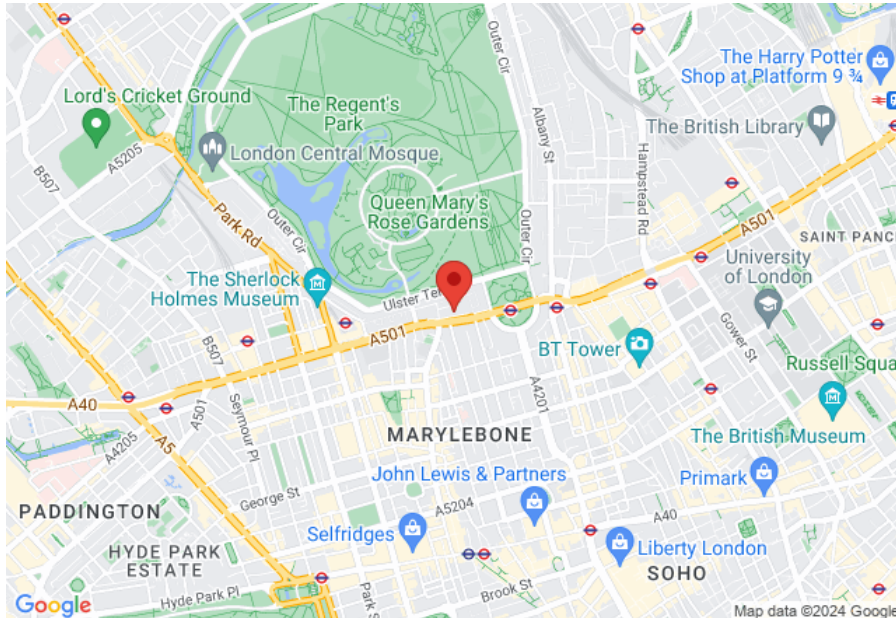 The Harry Potter
Shop at Platform 9 ¾
Outer Cir
Lord's Cricket Ground
The Regent's
Park
Albany St
The British Library
London Central Mosque
A5205
B507
Hampstead Rd
Queen Mary's
Rose Gardens
Outer Cir
Outer Cir
Park Rd
A501
SAINT PANC
University
of London
The Sherlock
Holmes Museum
Ulster Ter
A501
BT Tower
Gower St
B507
Russell Squa
A40
A501
A4201
Seymour Pl
A4205
A5
MARYLEBONE
The British Museum
John Lewis & Partners
Primark
George St
A5204
PADDINGTON
A40
Selfridges
HYDE PARK
ESTATE
Liberty London
SOHO
Brook St
Hyde Park Pl
Park S
Google
Map data ©2024 Google